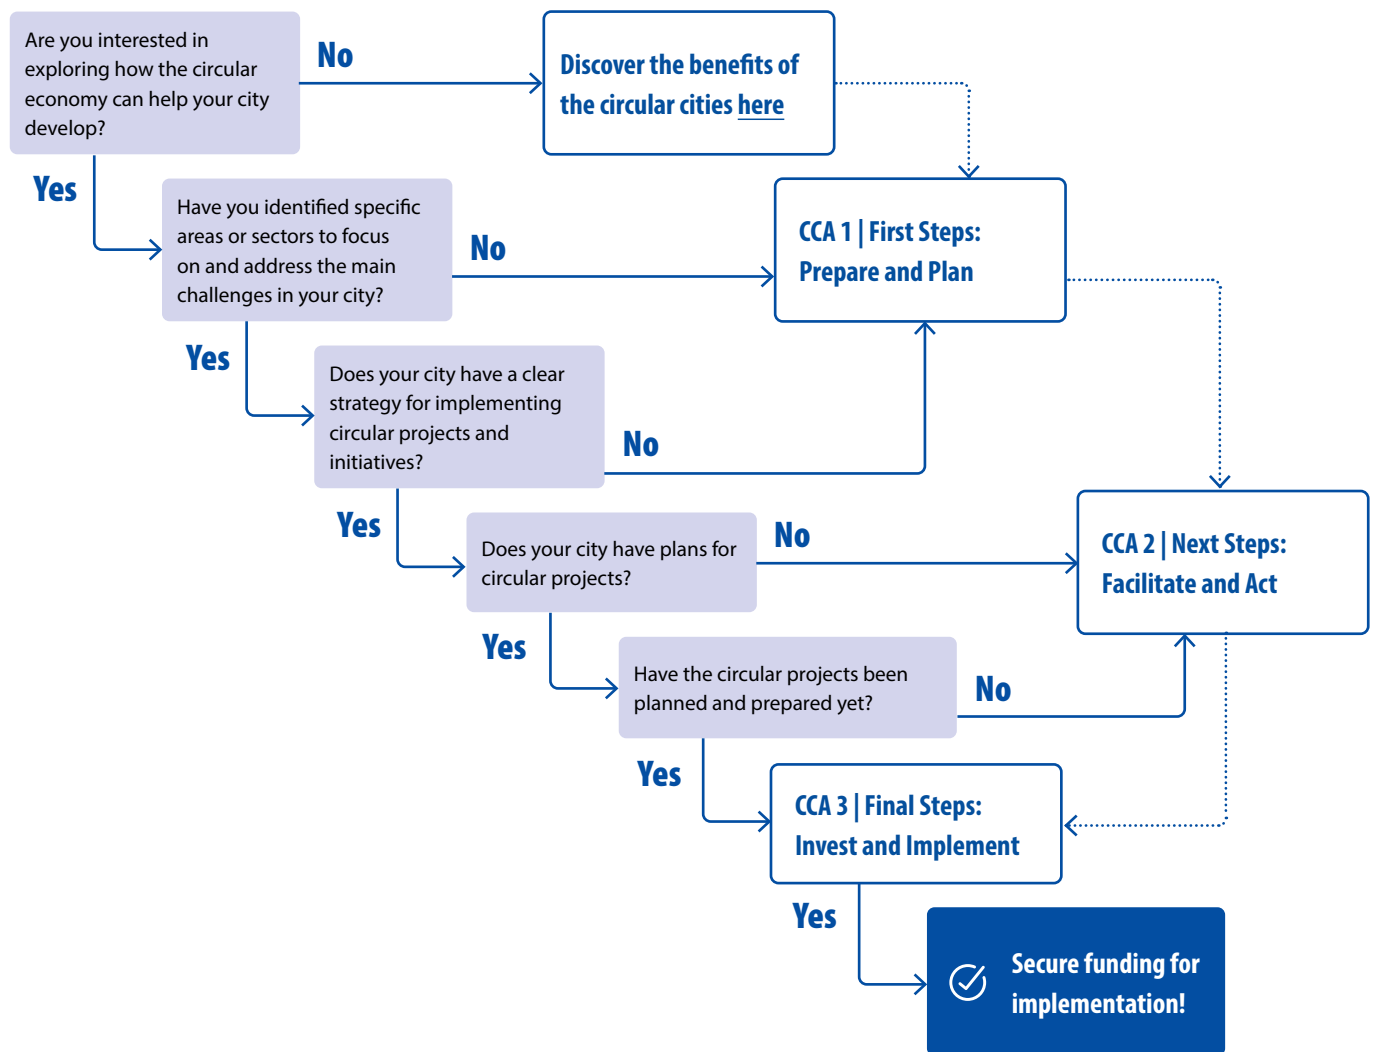 Are you interested in
exploring how the circular
economy can help your city
develop?
No
Discover the benefits of
the circular cities here
Yes
Have you identified specific
areas or sectors to focus
on and address the main
challenges in your city?
No
CCA 1 | First Steps:
Prepare and Plan
Yes
Does your city have a clear
strategy for implementing
circular projects and
initiatives?
No
Yes
Does your city have plans for
circular projects?
No
CCA 2 | Next Steps:
Facilitate and Act
Yes
Have the circular projects been
planned and prepared yet?
No
Yes
CCA 3 | Final Steps:
Invest and Implement
Yes
Secure funding for
implementation!